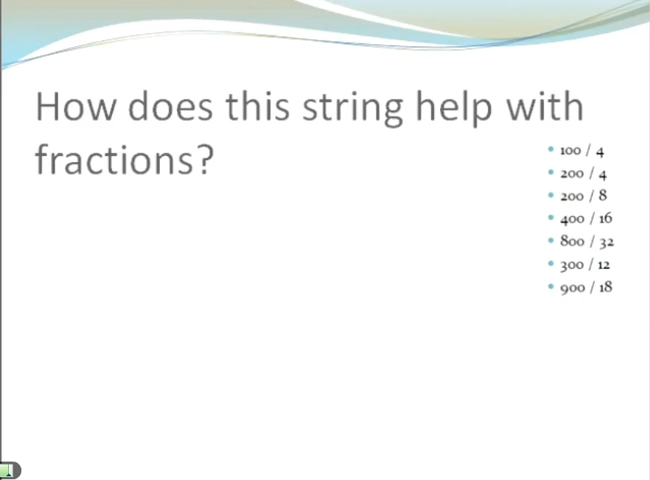 How does this string help with
fractions?
• 100 / 4
• 200 / 4
• 200 / 8
• 400 / 16
• 800 / 32
• 300 / 12
• 900 / 18